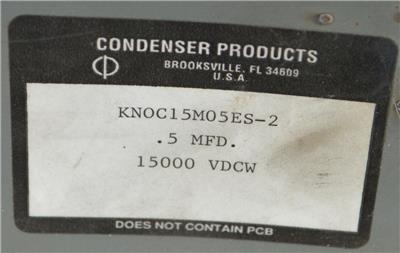 CONDENSER PRODUCTS
BROOKSVILLE, FL 34609
U.S.A.
KNOC15M05ES-2
.5 MFD.
15000 VDCW
DOES NOT CONTAIN PCB